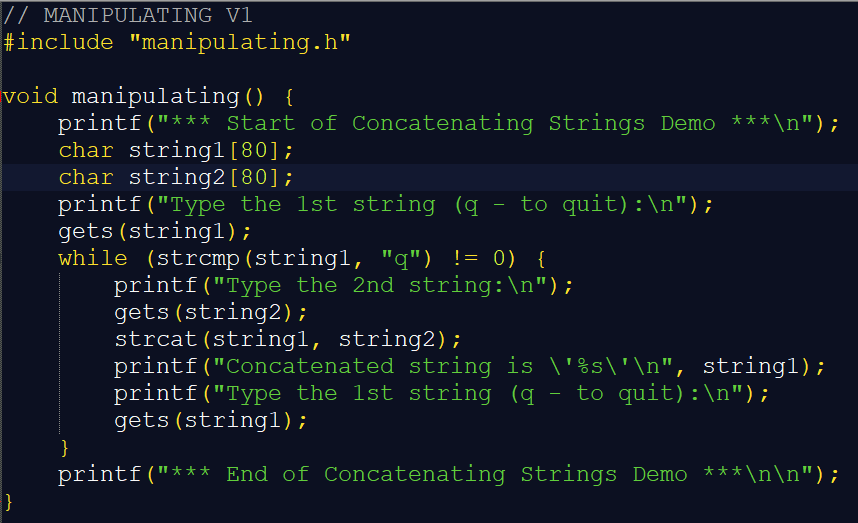 // MANIPULATING V1
#include "manipulating.h"

void manipulating() {
    printf("*** Start of Concatenating Strings Demo ***\n");
    char string1[80];
    char string2[80];
    printf("Type the 1st string (q - to quit):\n");
    gets(string1);
    while (strcmp(string1, "q") != 0) {
        printf("Type the 2nd string:\n");
        gets(string2);
        strcat(string1, string2);
        printf("Concatenated string is \'%s\'\n", string1);
        printf("Type the 1st string (q - to quit):\n");
        gets(string1);
    }
    printf("*** End of Concatenating Strings Demo ***\n\n");
}